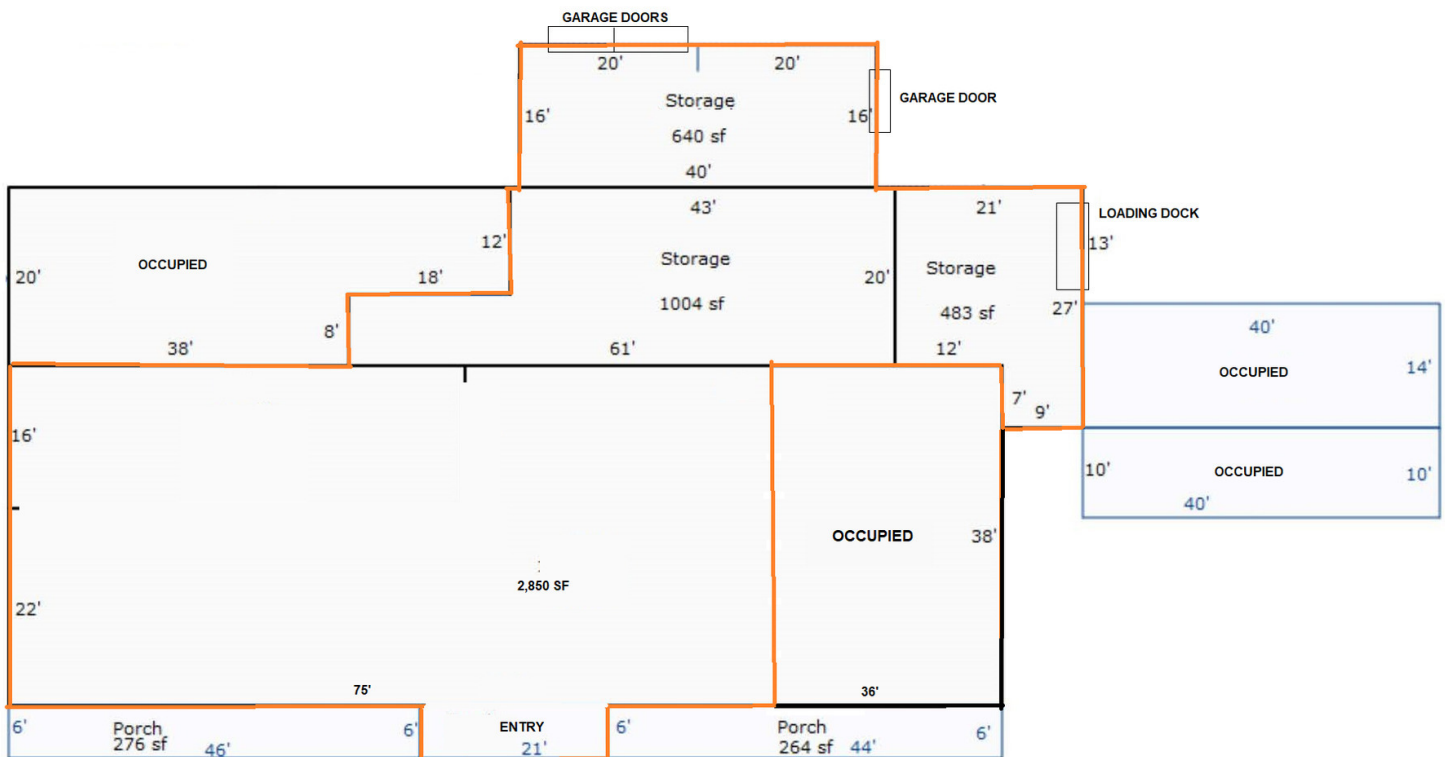 GARAGE DOORS
20'
20'
Storage
640 sf
16'
16'
40'
GARAGE DOOR
43'
21'
LOADING DOCK
12'
13'
OCCUPIED
Storage
Storage
20'
18'
20'
1004 sf
483 sf
27'
40'
8'
38'
61'
12'
OCCUPIED
14'
7'
9'
16'
10'
OCCUPIED
10'
40'
OCCUPIED
38'
2,850 SF
22'
75'
36'
6'
Porch
276 sf
46'
6'
ENTRY
21'
6'
Porch
264 sf
44'
6'